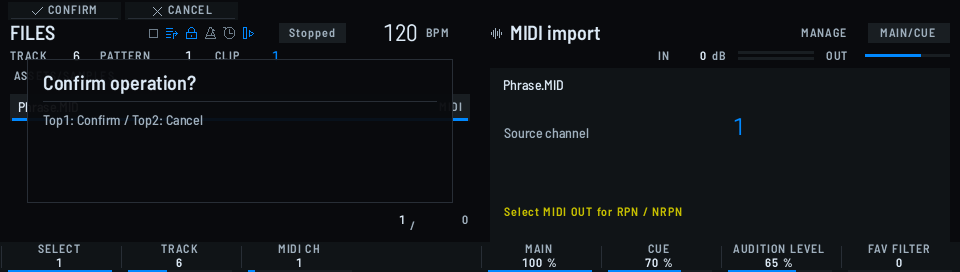 CONFIRM CANCEL
FILES Stopped 120 BPM MIDI import MANAGE MAIN/CUE
TRACK 6 PATTERN 1 CLIP 1 IN 0 dB OUT
Confirm operation?
Phrase.MID
Top1: Confirm / Top2: Cancel
Source channel 1
Select MIDI OUT for RPN / NRPN
1 / 0
SELECT TRACK MIDI CH MAIN CUE AUDITION LEVEL FAV FILTER
1 6 1 100 % 70 % 65 % 0